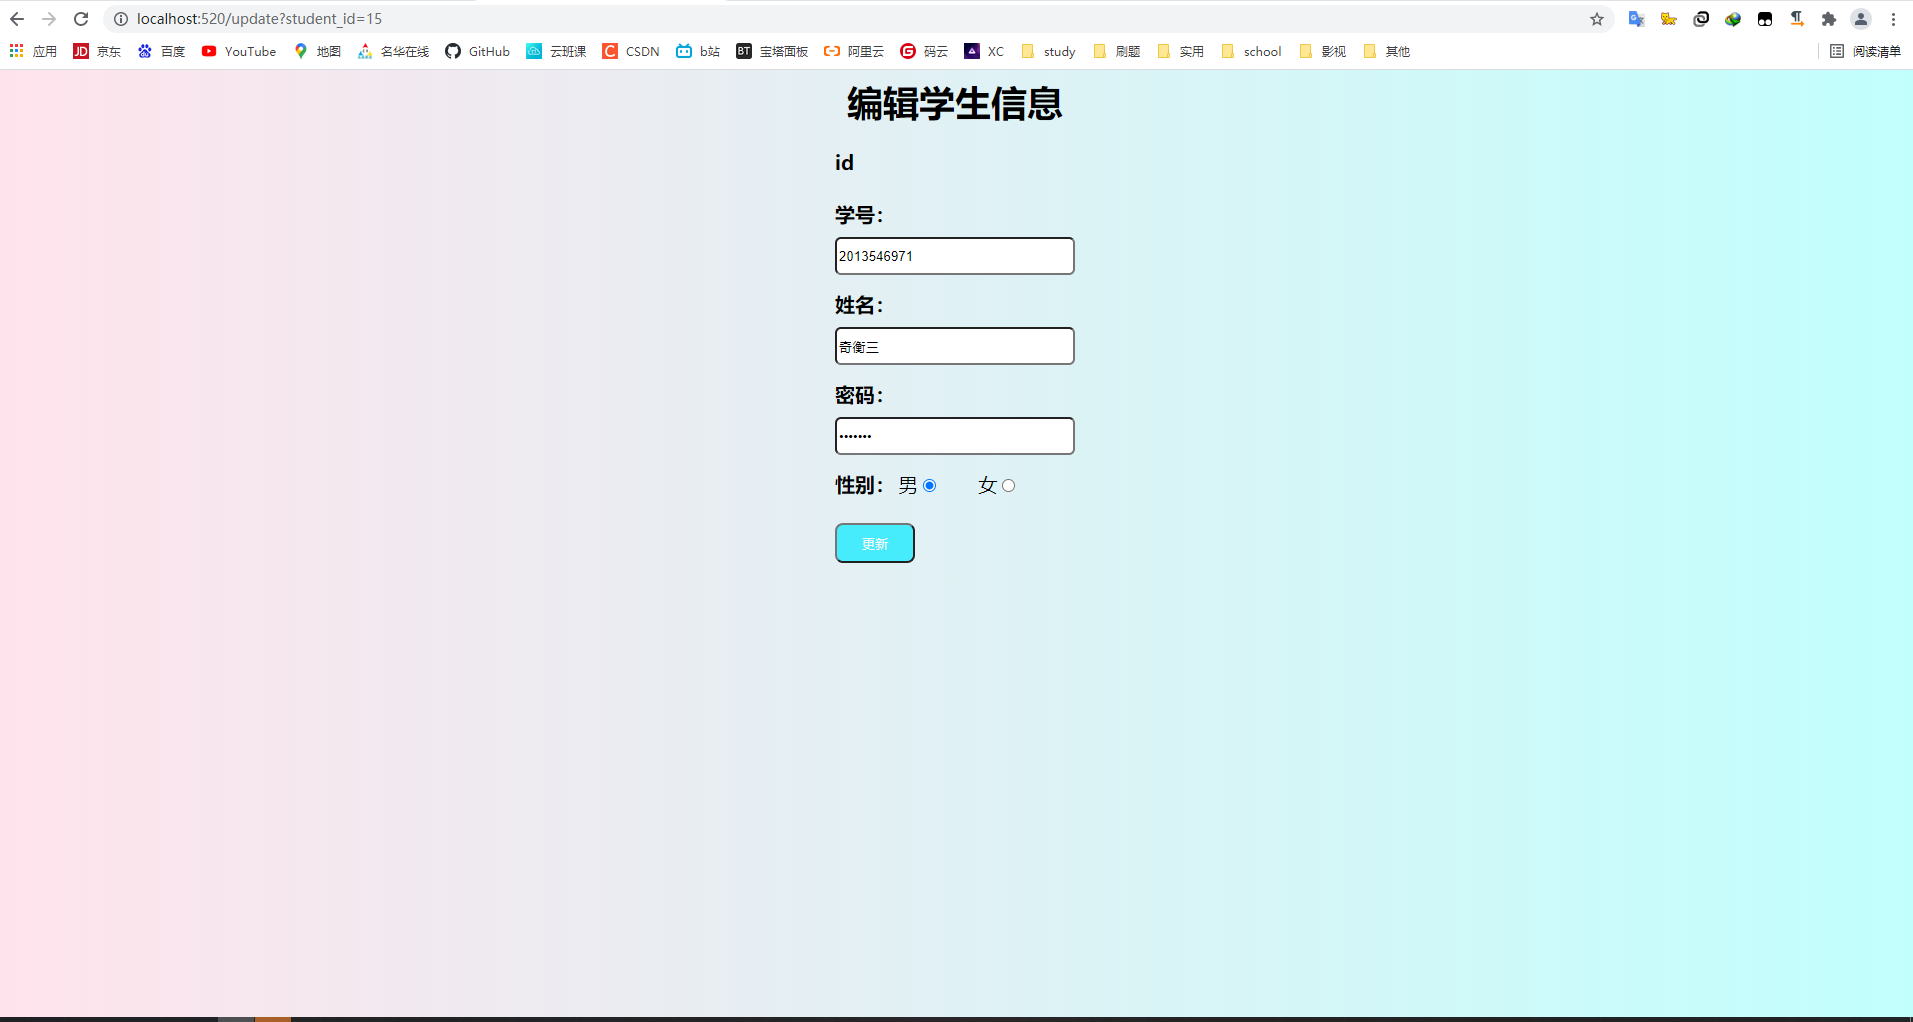 localhost:520/update?student_id=15
应用 京东 百度 YouTube 地图 名华在线 GitHub 云班课 CSDN b站 宝塔面板 阿里云 码云 XC study 刷题 实用 school 影视 其他 阅读清单
编辑学生信息
id
学号：
2013546971
姓名：
奇衡三
密码：
•••••••
性别： 男 女
更新